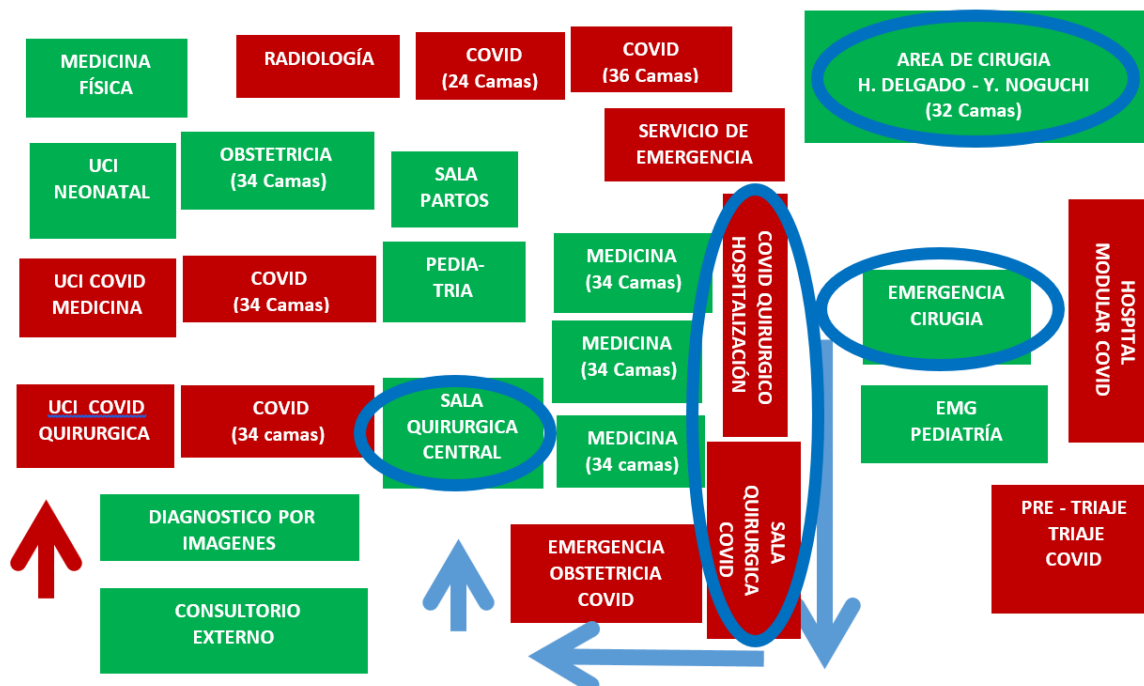 MEDICINA
FÍSICA
RADIOLOGÍA
COVID
(24 Camas)
COVID
(36 Camas)
AREA DE CIRUGIA
H. DELGADO - Y. NOGUCHI
(32 Camas)
SERVICIO DE
EMERGENCIA
UCI
NEONATAL
OBSTETRICIA
(34 Camas)
SALA
PARTOS
UCI COVID
MEDICINA
COVID
(34 Camas)
PEDIA-
TRIA
MEDICINA
(34 Camas)
COVID QUIRURGICO
HOSPITALIZACIÓN
EMERGENCIA
CIRUGIA
HOSPITAL
MODULAR COVID
MEDICINA
(34 Camas)
UCI COVID
QUIRURGICA
COVID
(34 camas)
SALA
QUIRURGICA
CENTRAL
MEDICINA
(34 camas)
EMG
PEDIATRÍA
SALA
QUIRURGICA
COVID
DIAGNOSTICO POR
IMAGENES
EMERGENCIA
OBSTETRICIA
COVID
PRE - TRIAJE
TRIAJE
COVID
CONSULTORIO
EXTERNO